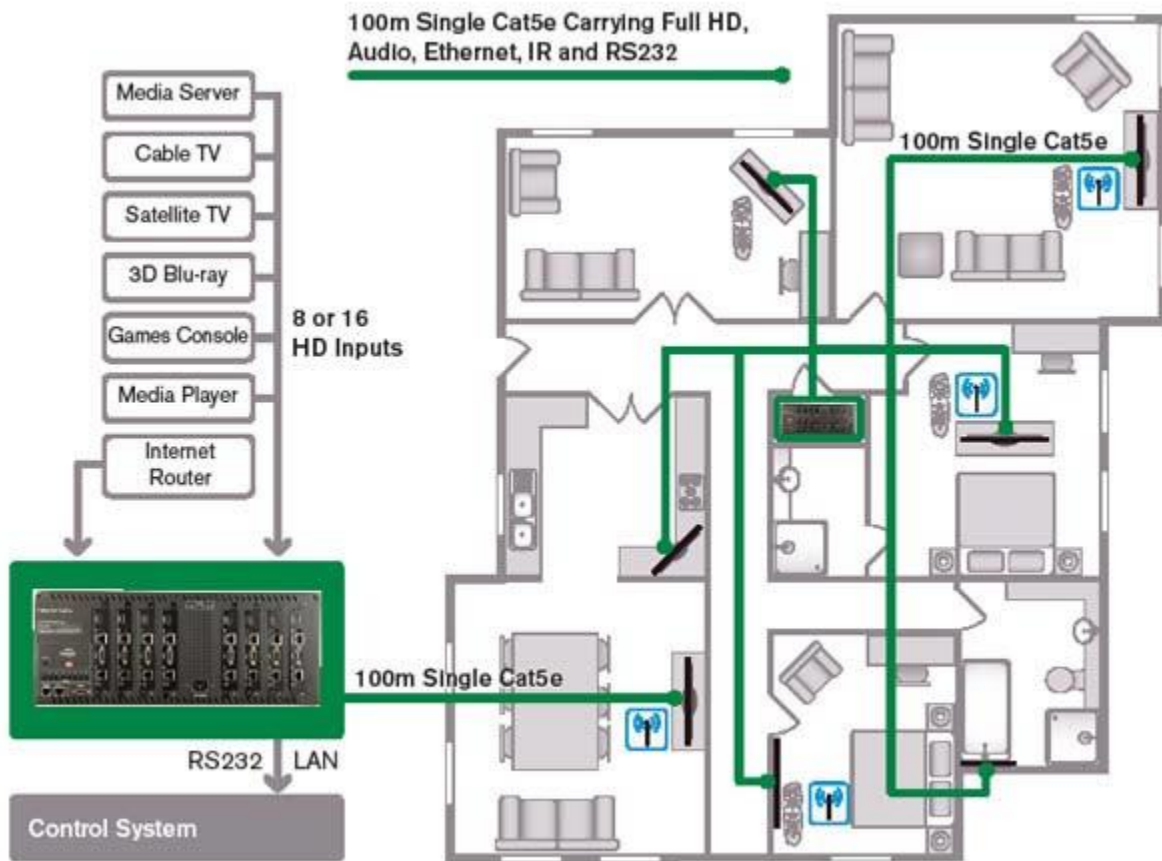 100m Single Cat5e Carrying Full HD,
Audio, Ethernet, IR and RS232
Media Server
Cable TV
Satellite TV
3D Blu-ray
Games Console
Media Player
Internet
Router
8 or 16
HD Inputs
100m Single Cat5e
100m Single Cat5e
RS232
LAN
Control System